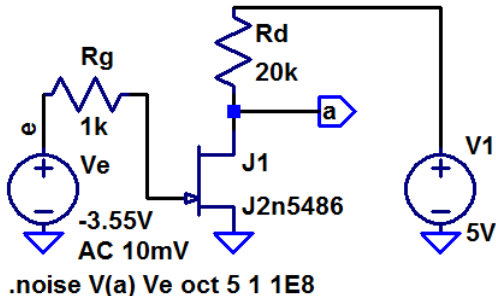 Rd
20k
Rg
1k
a
e
Ve
J1
V1
J2n5486
-3.55V
AC 10mV
5V
.noise V(a) Ve oct 5 1 1E8